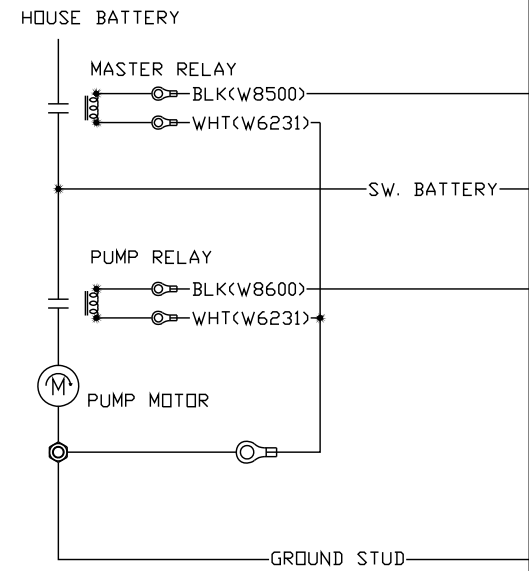 HOUSE BATTERY
MASTER RELAY
BLK(W8500)
WHT(W6231)
SW. BATTERY
PUMP RELAY
BLK(W8600)
WHT(W6231)
M
PUMP MOTOR
GROUND STUD